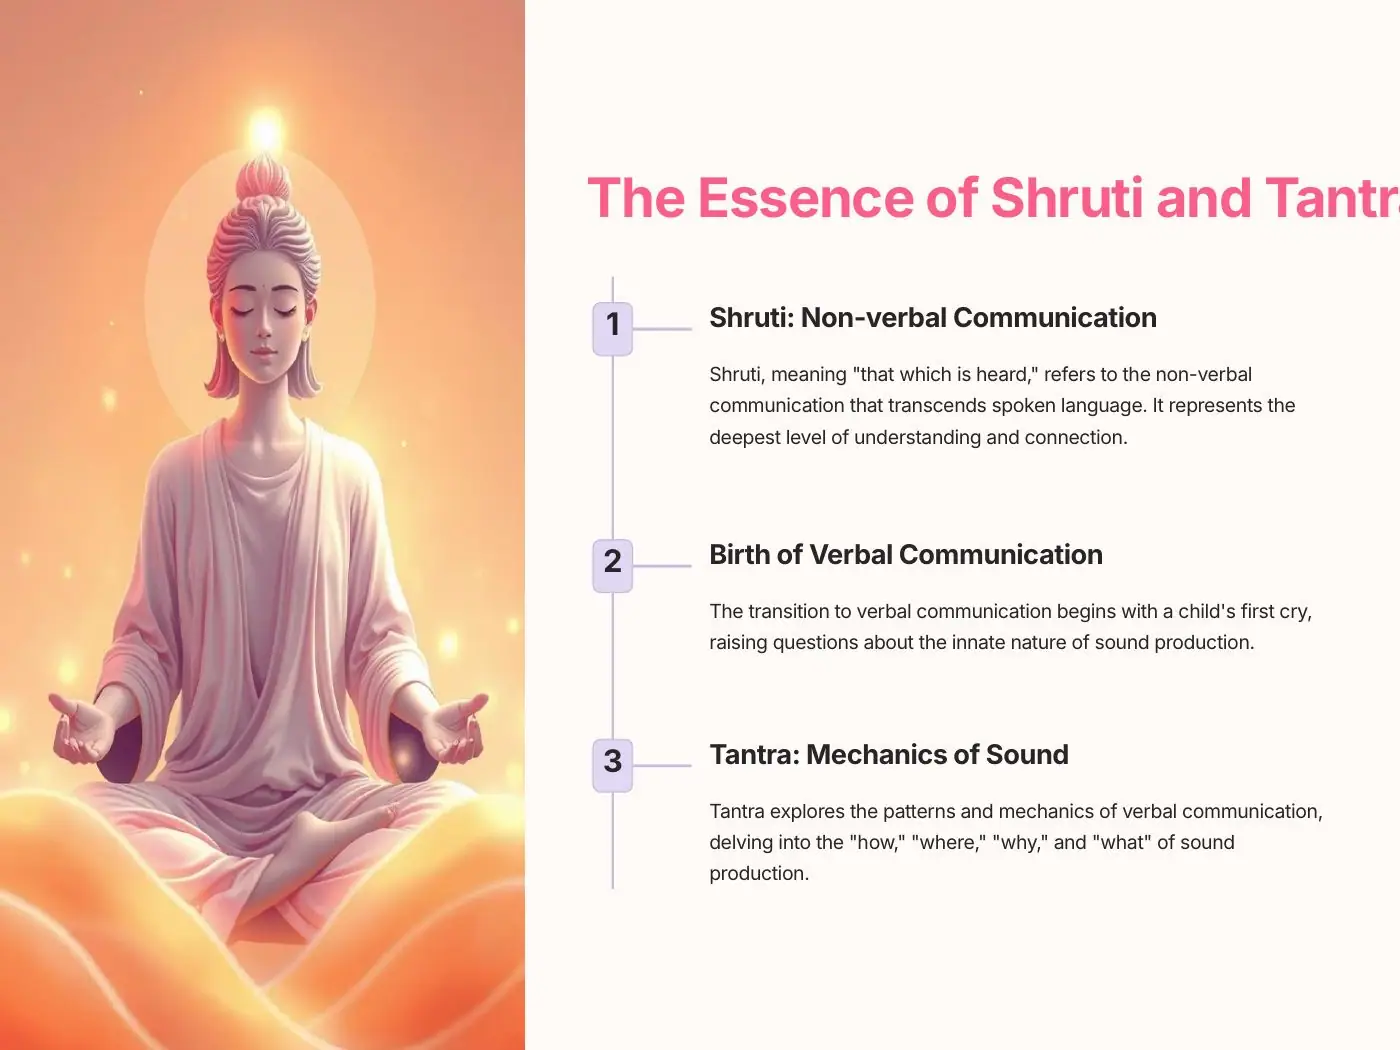 The Essence of Shruti and Tantra
1
Shruti: Non-verbal Communication
Shruti, meaning "that which is heard," refers to the non-verbal
communication that transcends spoken language. It represents the
deepest level of understanding and connection.
2
Birth of Verbal Communication
The transition to verbal communication begins with a child's first cry,
raising questions about the innate nature of sound production.
3
Tantra: Mechanics of Sound
Tantra explores the patterns and mechanics of verbal communication,
delving into the "how," "where," "why," and "what" of sound
production.